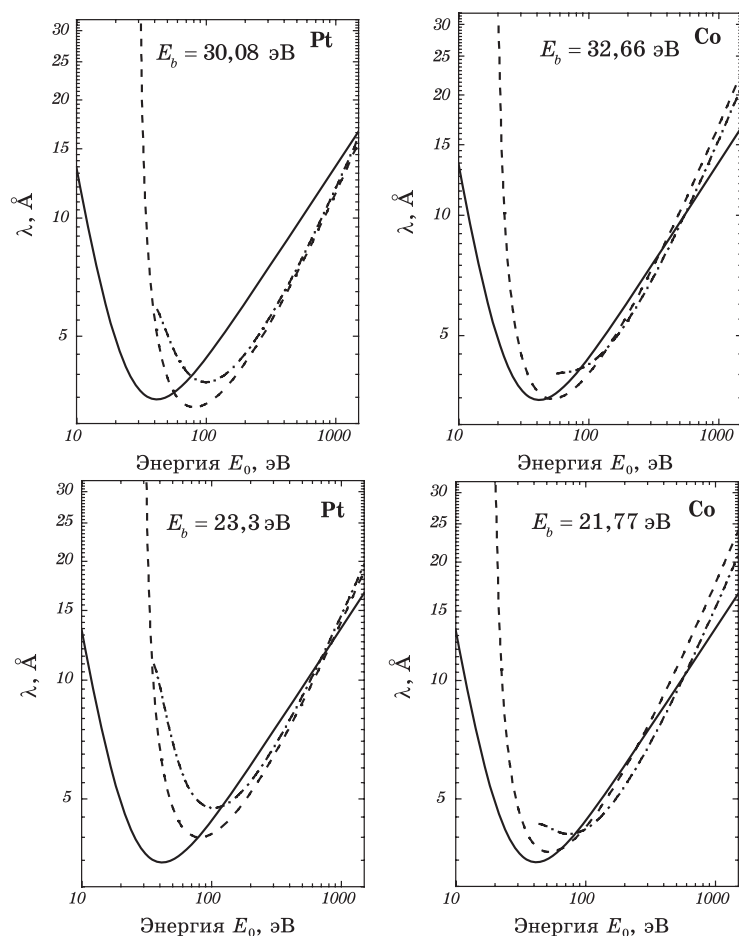 30
25
20
15
10
5
λ, Å
E_b = 30,08 эВ
Pt
10
100
1000
Энергия E_0, эВ
30
25
20
15
10
5
λ, Å
E_b = 32,66 эВ
Co
10
100
1000
Энергия E_0, эВ
30
25
20
15
10
5
λ, Å
E_b = 23,3 эВ
Pt
10
100
1000
Энергия E_0, эВ
30
25
20
15
10
5
λ, Å
E_b = 21,77 эВ
Co
10
100
1000
Энергия E_0, эВ